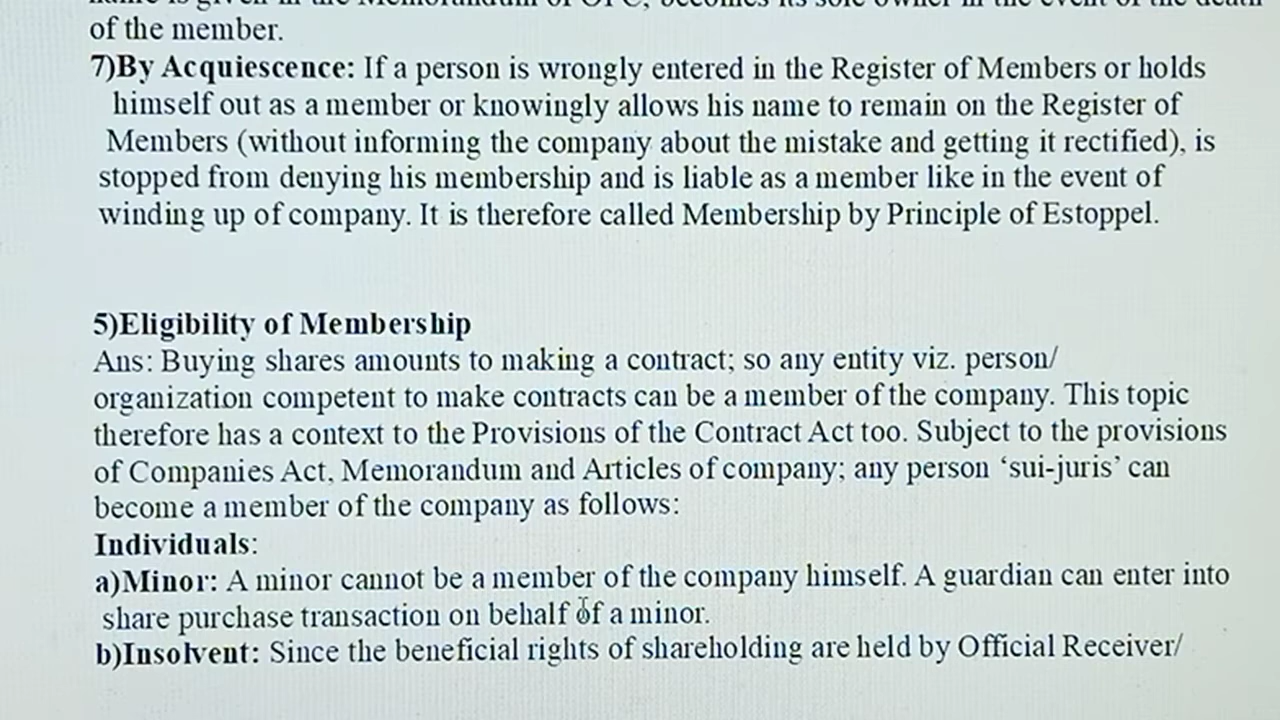 of the member.
7)By Acquiescence: If a person is wrongly entered in the Register of Members or holds
himself out as a member or knowingly allows his name to remain on the Register of
Members (without informing the company about the mistake and getting it rectified), is
stopped from denying his membership and is liable as a member like in the event of
winding up of company. It is therefore called Membership by Principle of Estoppel.
5)Eligibility of Membership
Ans: Buying shares amounts to making a contract; so any entity viz. person/
organization competent to make contracts can be a member of the company. This topic
therefore has a context to the Provisions of the Contract Act too. Subject to the provisions
of Companies Act, Memorandum and Articles of company; any person ‘sui-juris’ can
become a member of the company as follows:
Individuals:
a)Minor: A minor cannot be a member of the company himself. A guardian can enter into
share purchase transaction on behalf of a minor.
b)Insolvent: Since the beneficial rights of shareholding are held by Official Receiver/